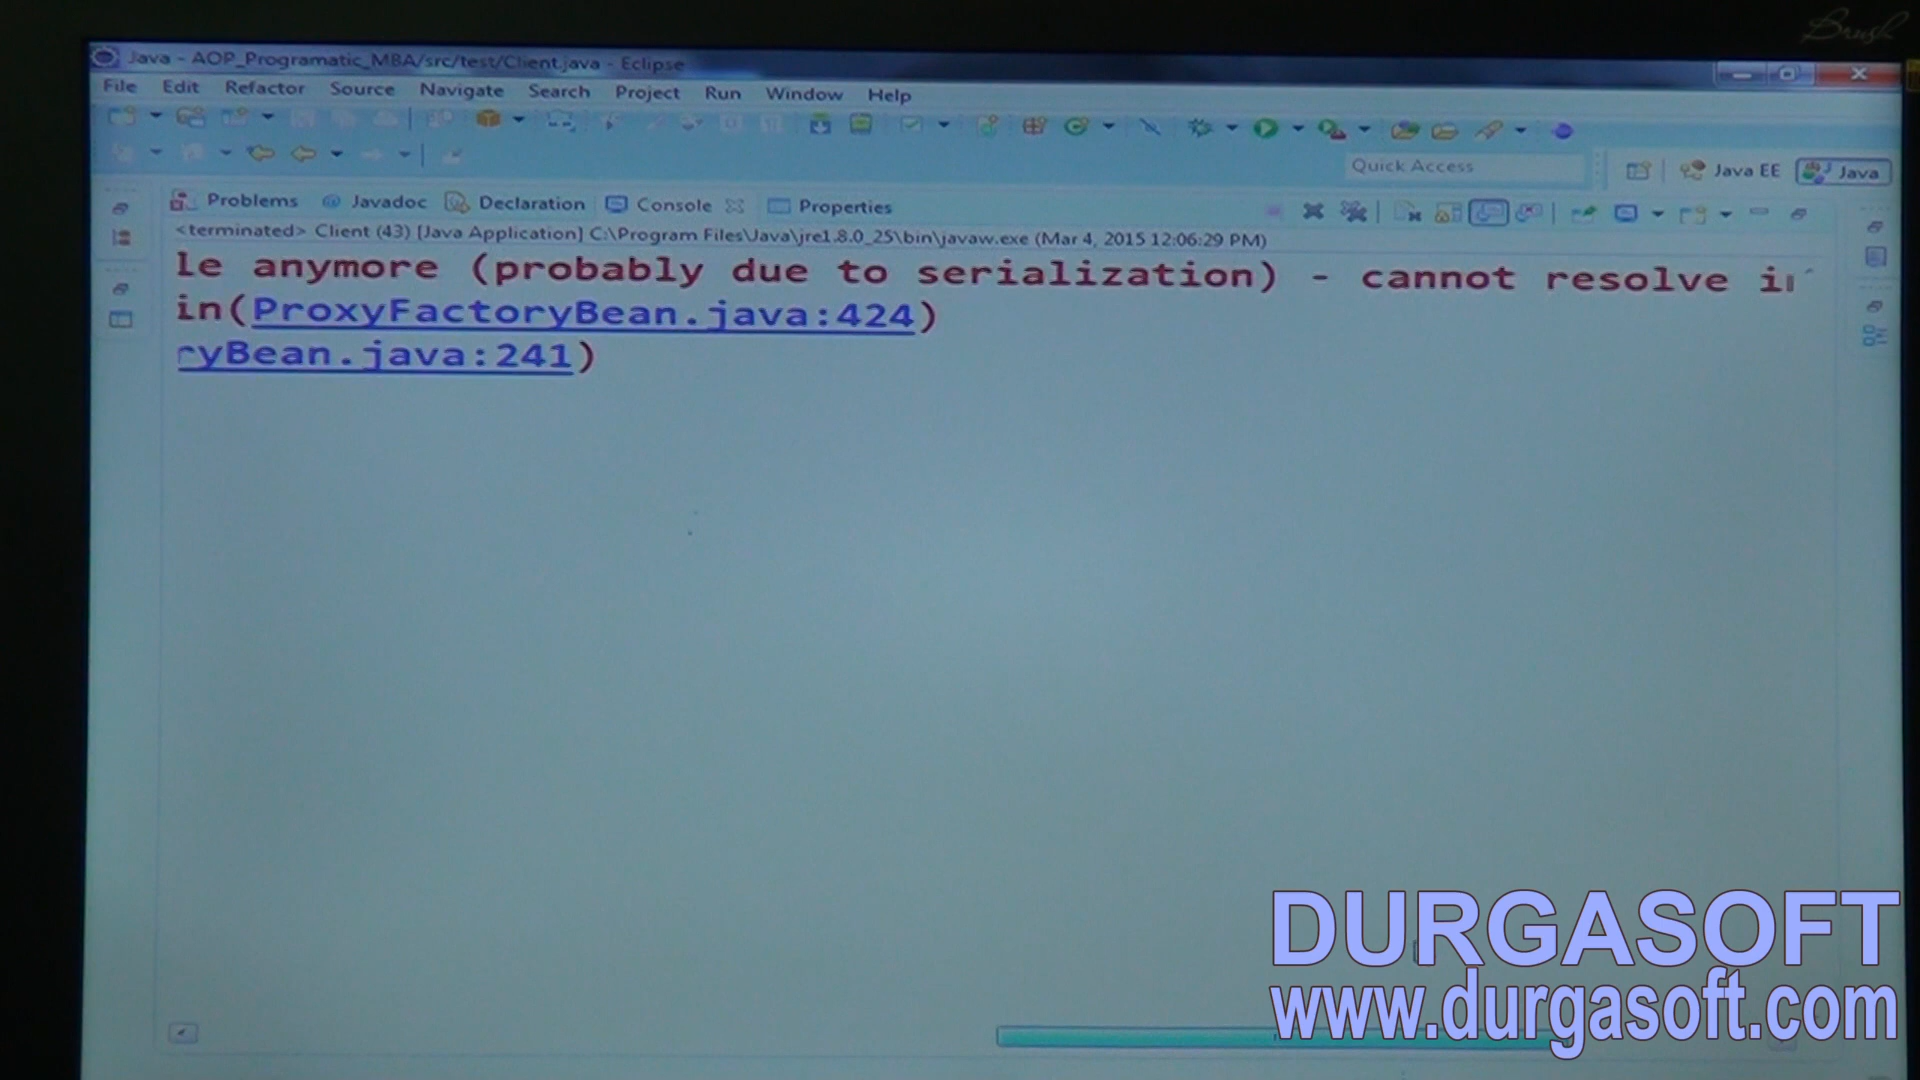 Brush
Java - AOP_Programatic_MBA/src/test/Client.java - Eclipse
File Edit Refactor Source Navigate Search Project Run Window Help
Quick Access
Java EE
Java
Problems Javadoc Declaration Console Properties
<terminated> Client (43) [Java Application] C:\Program Files\Java\jre1.8.0_25\bin\javaw.exe (Mar 4, 2015 12:06:29 PM)
le anymore (probably due to serialization) - cannot resolve i
in(ProxyFactoryBean.java:424)
ryBean.java:241)
DURGASOFT
www.durgasoft.com